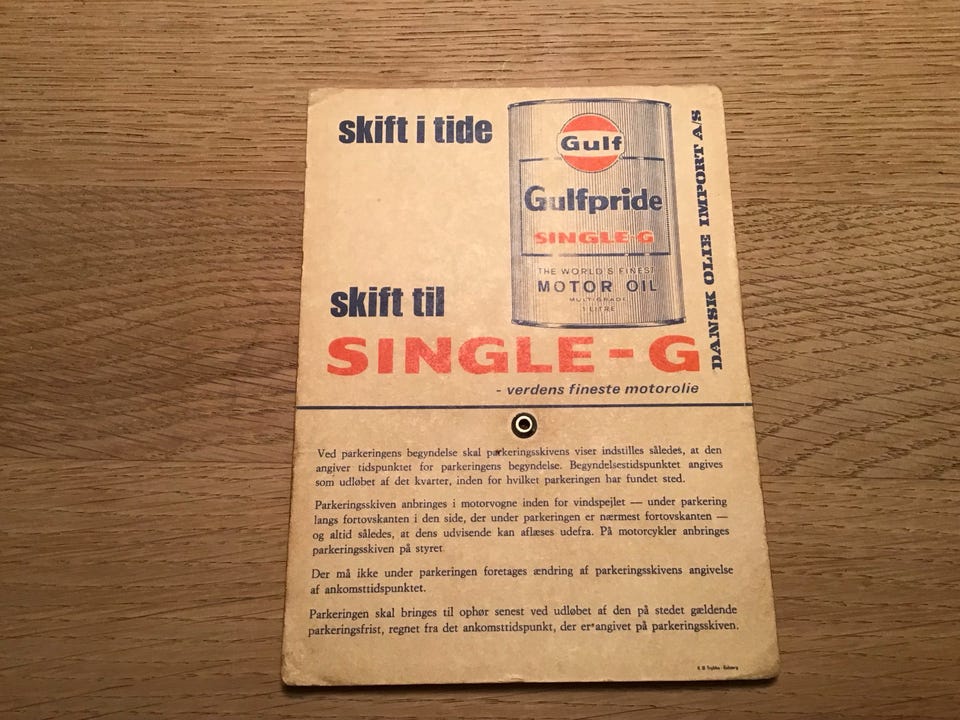 skift i tide
Gulf
Gulfpride
SINGLE-G
THE WORLD'S FINEST
MOTOR OIL
MULTIGRADE
1 LITRE
DANSK OLIE IMPORT A/S
skift til
SINGLE-G
- verdens fineste motorolie
Ved parkeringens begyndelse skal parkeringsskivens viser indstilles således, at den
angiver tidspunktet for parkeringens begyndelse. Begyndelsestidspunktet angives
som udløbet af det kvarter, inden for hvilket parkeringen har fundet sted.
Parkeringsskiven anbringes i motorvogne inden for vindspejlet — under parkering
langs fortovskanten i den side, der under parkeringen er nærmest fortovskanten —
og altid således, at dens udvisende kan aflæses udefra. På motorcykler anbringes
parkeringsskiven på styret.
Der må ikke under parkeringen foretages ændring af parkeringsskivens angivelse
af ankomsttidspunktet.
Parkeringen skal bringes til ophør senest ved udløbet af den på stedet gældende
parkeringsfrist, regnet fra det ankomsttidspunkt, der er angivet på parkeringsskiven.